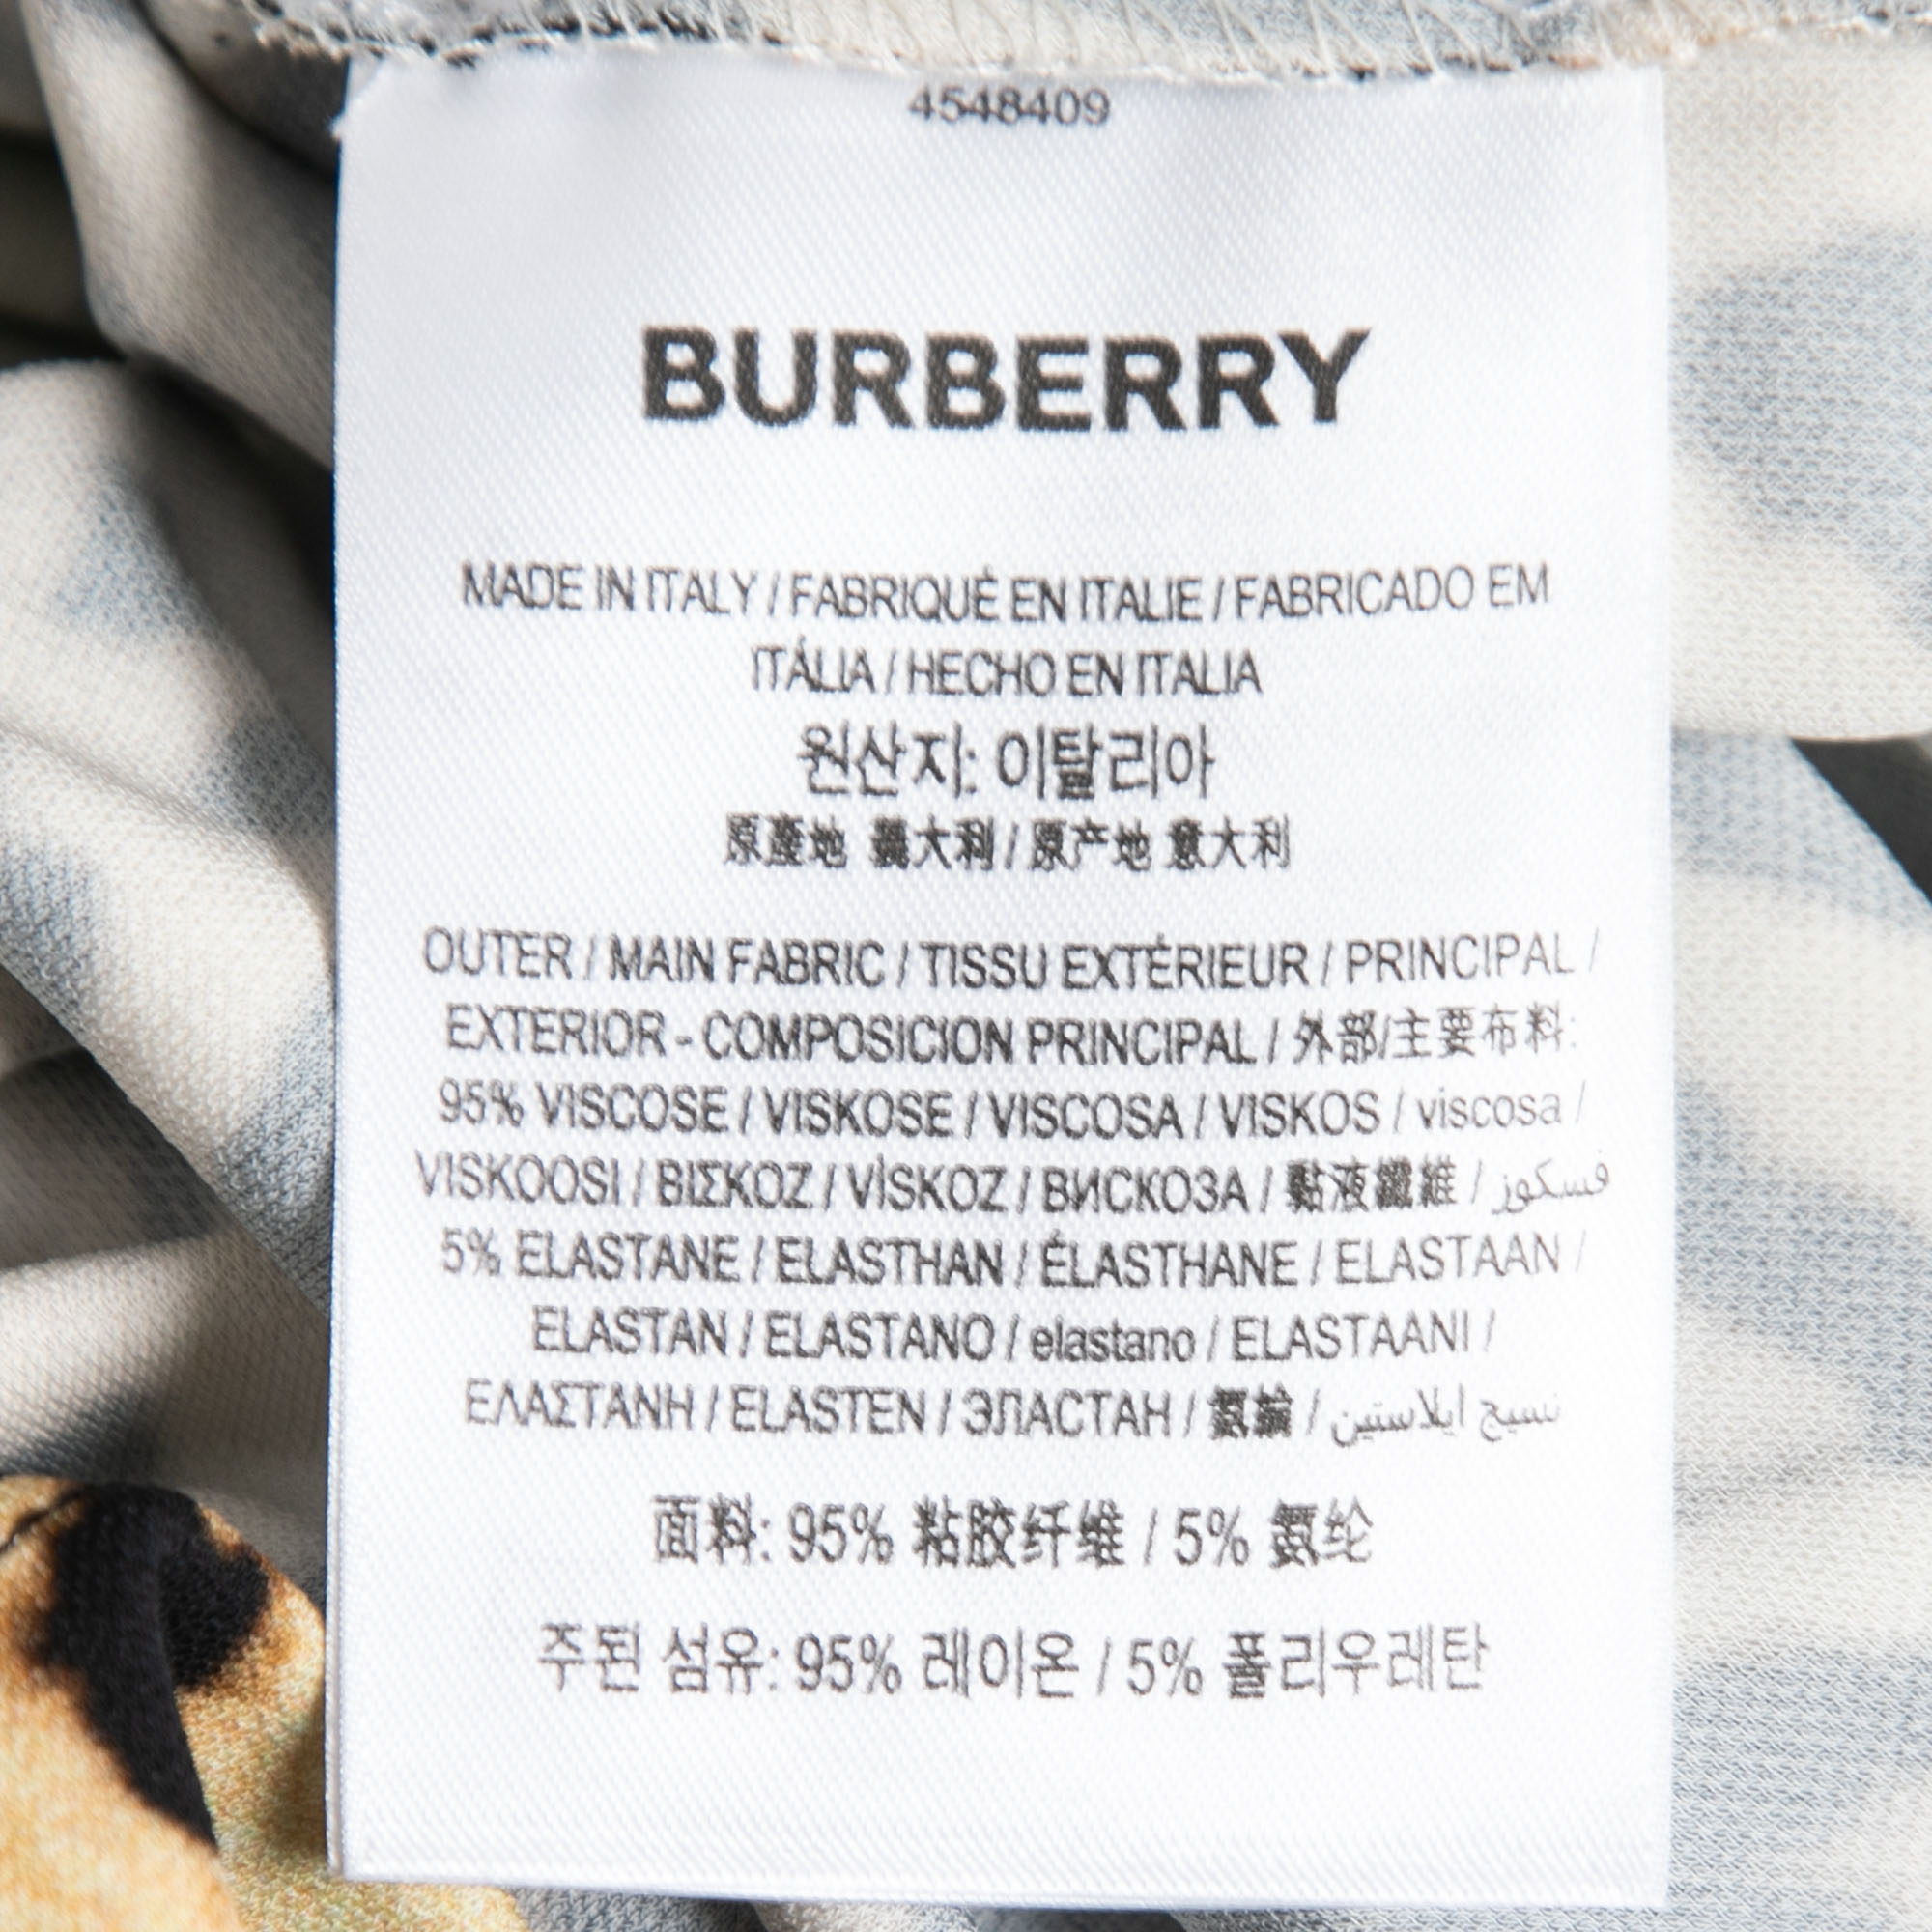 4548409
BURBERRY
MADE IN ITALY / FABRIQUÉ EN ITALIE / FABRICADO EM
ITÁLIA / HECHO EN ITALIA
원산지: 이탈리아
原產地 義大利 / 原产地 意大利
OUTER / MAIN FABRIC / TISSU EXTÉRIEUR / PRINCIPAL /
EXTERIOR - COMPOSICION PRINCIPAL / 外部/主要布料:
95% VISCOSE / VISKOSE / VISCOSA / VISKOS / viscosa /
VISKOOSI / ΒΙΣΚΟΖ / VİSKOZ / ВИСКОЗА / 黏液纖維 / فسكوز
5% ELASTANE / ELASTHAN / ÉLASTHANE / ELASTAAN /
ELASTAN / ELASTANO / elastano / ELASTAANI /
ΕΛΑΣΤΑΝΗ / ELASTEN / ЭЛАСТАН / 氨綸 / نسيج ايلاستين
面料: 95% 粘胶纤维 / 5% 氨纶
주된 섬유: 95% 레이온 / 5% 폴리우레탄